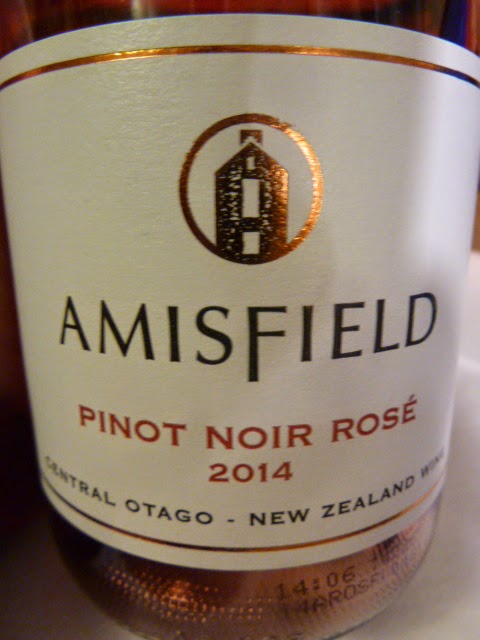 AMISFIELD
PINOT NOIR ROSÉ
2014
CENTRAL OTAGO - NEW ZEALAND WINE
14:06